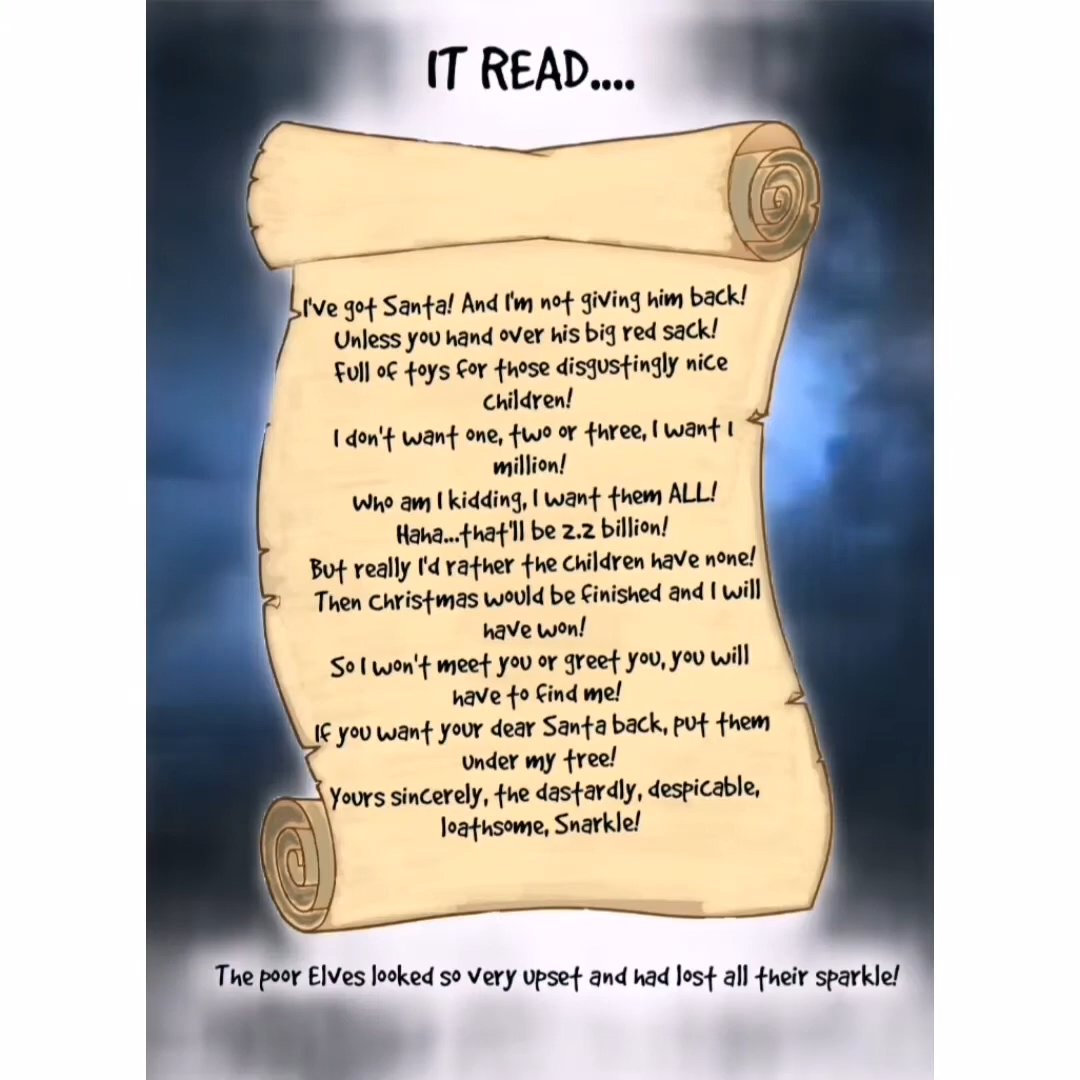 IT READ....
I've got Santa! And I'm not giving him back!
Unless you hand over his big red sack!
Full of toys for those disgustingly nice
children!
I don't want one, two or three, I want 1
million!
Who am I kidding, I want them ALL!
Haha...that'll be 2.2 billion!
But really I'd rather the children have none!
Then Christmas would be finished and I will
have won!
So I won't meet you or greet you, you will
have to find me!
If you want your dear Santa back, put them
under my tree!
Yours sincerely, the dastardly, despicable,
loathsome, Snarkle!
The poor Elves looked so very upset and had lost all their sparkle!